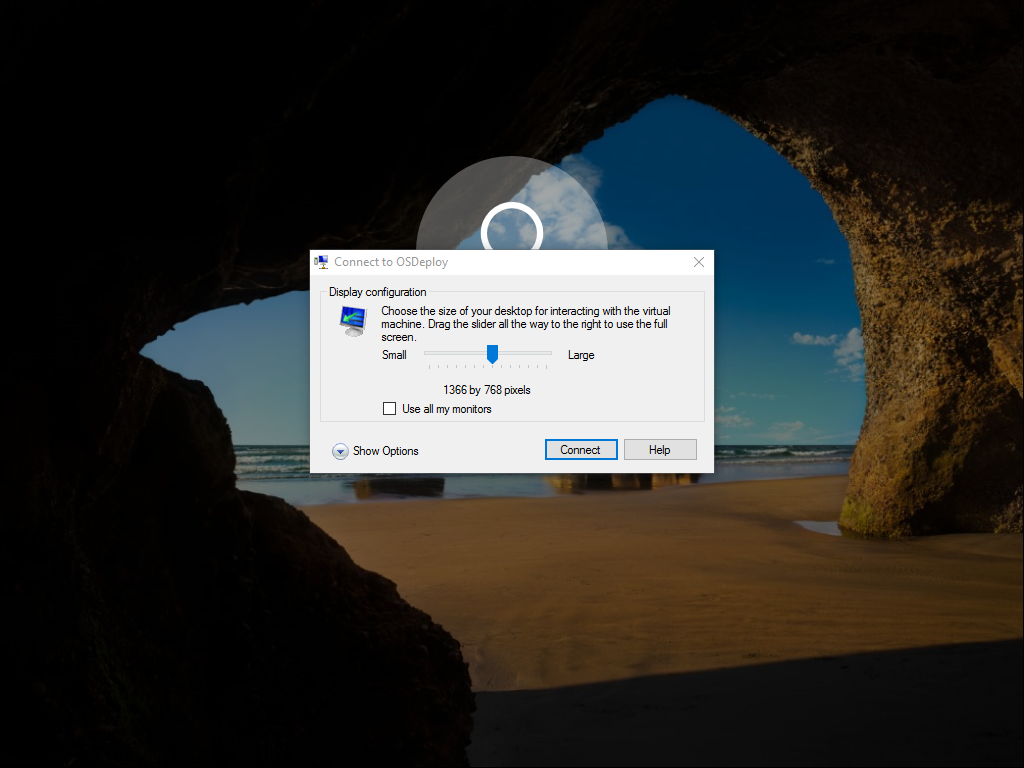 Connect to OSDeploy
Display configuration
Choose the size of your desktop for interacting with the virtual
machine. Drag the slider all the way to the right to use the full
screen.
Small Large
1366 by 768 pixels
Use all my monitors
Show Options Connect Help